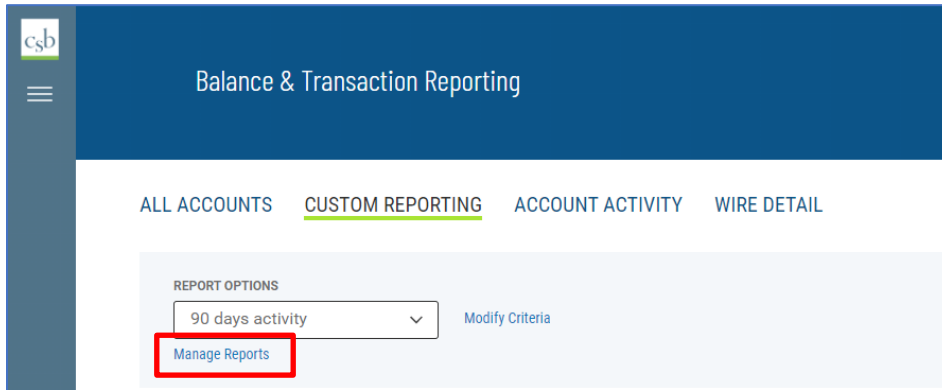 csb
Balance & Transaction Reporting
ALL ACCOUNTS CUSTOM REPORTING ACCOUNT ACTIVITY WIRE DETAIL
REPORT OPTIONS
90 days activity Modify Criteria
Manage Reports